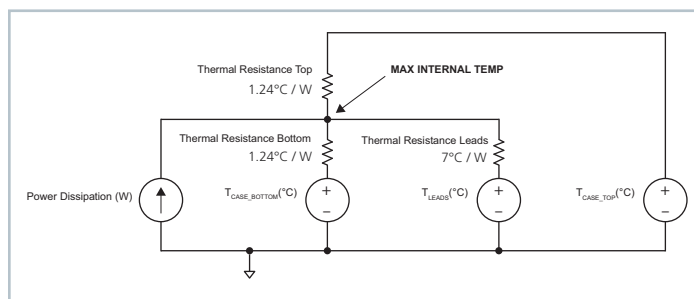 Thermal Resistance Top
1.24°C / W
MAX INTERNAL TEMP
Thermal Resistance Bottom
1.24°C / W
Thermal Resistance Leads
7°C / W
Power Dissipation (W)
T_CASE_BOTTOM(°C)
+
–
T_LEADS(°C)
+
–
T_CASE_TOP(°C)
+
–